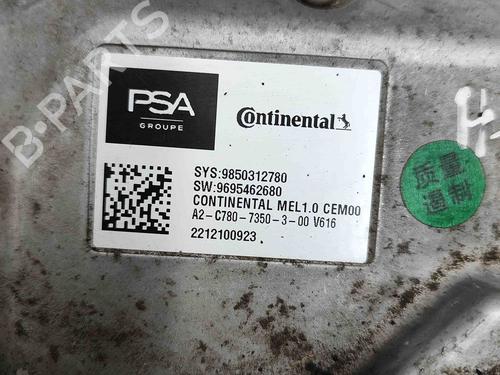 B-PARTS
PSA
GROUPE
Continental
SYS:9850312780
SW:9695462680
CONTINENTAL MEL1.0 CEM00
A2-C780-7350-3-00 V616
2212100923
质量
通制